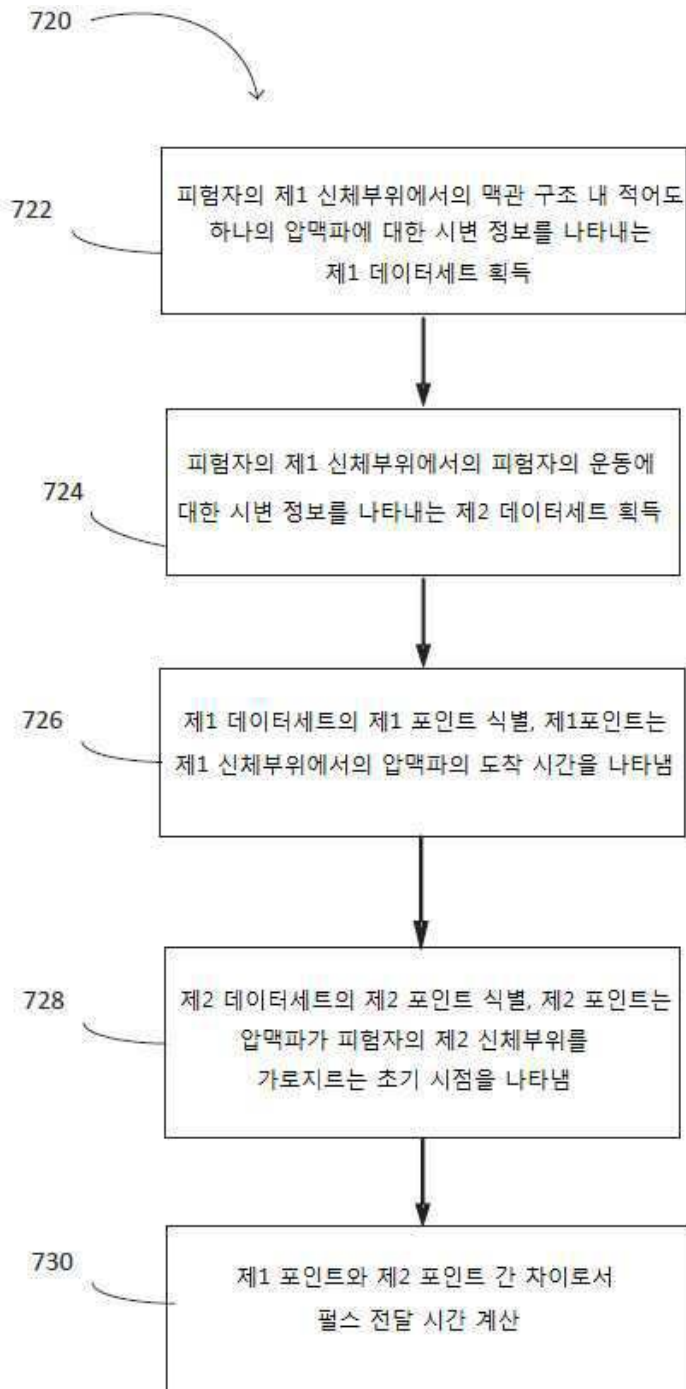 720
722
피험자의 제1 신체부위에서의 맥관 구조 내 적어도
하나의 압맥파에 대한 시변 정보를 나타내는
제1 데이터세트 획득
724
피험자의 제1 신체부위에서의 피험자의 운동에
대한 시변 정보를 나타내는 제2 데이터세트 획득
726
제1 데이터세트의 제1 포인트 식별, 제1포인트는
제1 신체부위에서의 압맥파의 도착 시간을 나타냄
728
제2 데이터세트의 제2 포인트 식별, 제2 포인트는
압맥파가 피험자의 제2 신체부위를
가로지르는 초기 시점을 나타냄
730
제1 포인트와 제2 포인트 간 차이로서
펄스 전달 시간 계산